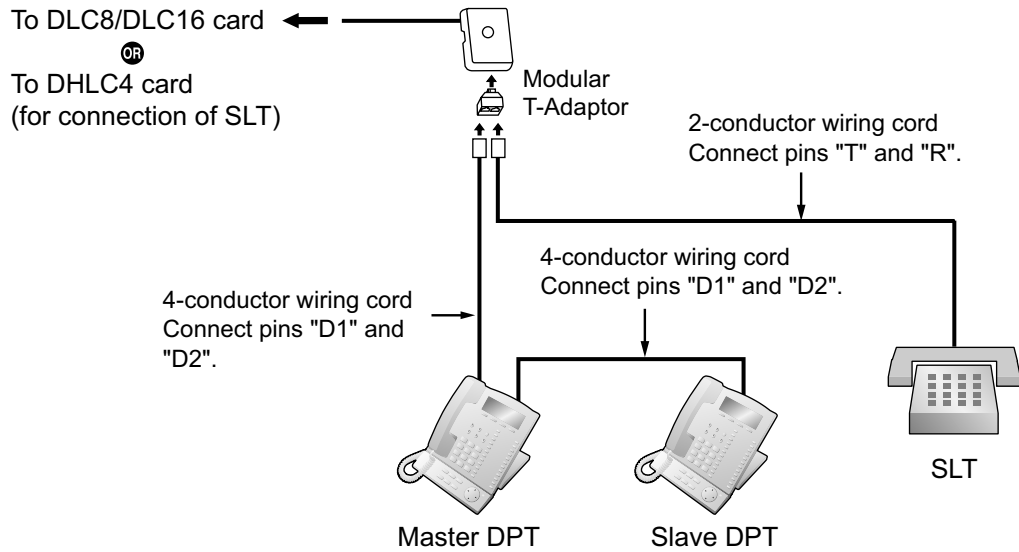 To DLC8/DLC16 card
OR
To DHLC4 card
(for connection of SLT)
Modular
T-Adaptor
2-conductor wiring cord
Connect pins "T" and "R".
4-conductor wiring cord
Connect pins "D1" and "D2".
4-conductor wiring cord
Connect pins "D1" and
"D2".
SLT
Master DPT
Slave DPT